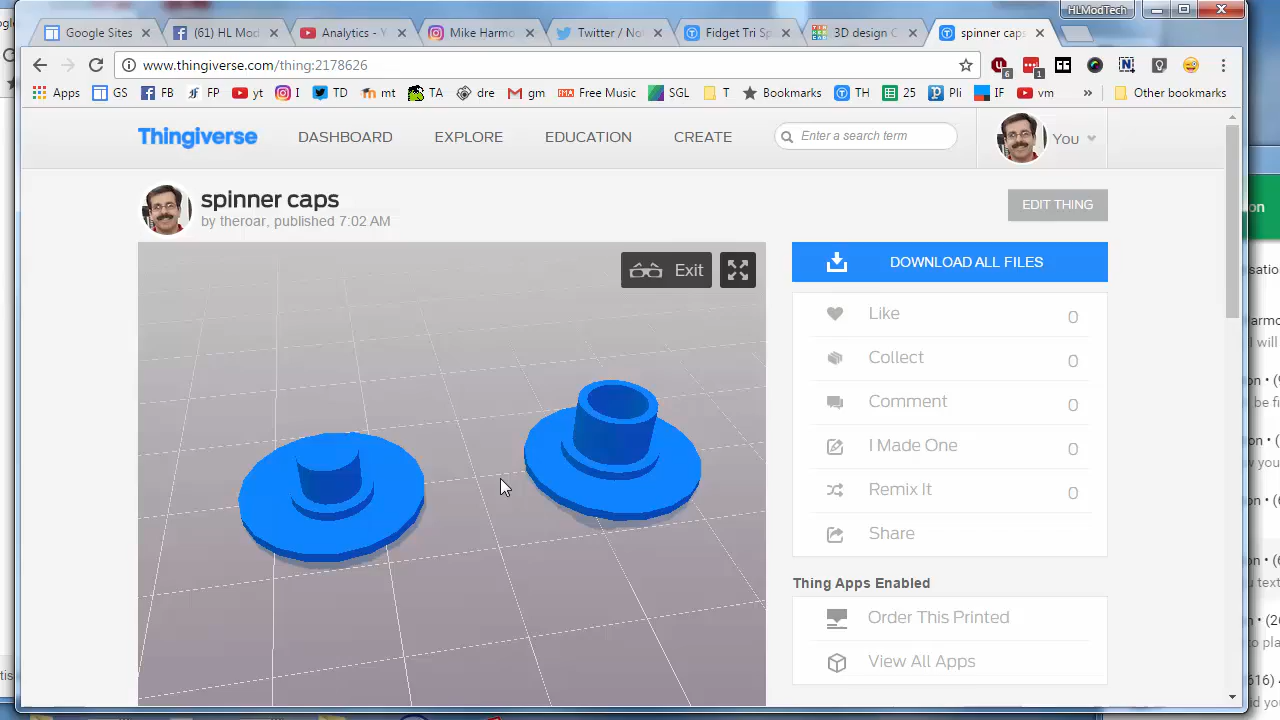 HLModTech
Google Sites
(61) HL Mod
Analytics - Y
Mike Harmo
Twitter / No
Fidget Tri Sp
3D design C
spinner caps
www.thingiverse.com/thing:2178626
6
1
Apps
GS
FB
FP
yt
I
TD
mt
TA
dre
gm
Free Music
SGL
T
Bookmarks
TH
25
Pli
IF
vm
»
Other bookmarks
Thingiverse
DASHBOARD
EXPLORE
EDUCATION
CREATE
Enter a search term
You
spinner caps
by theroar, published 7:02 AM
EDIT THING
Exit
DOWNLOAD ALL FILES
Like 0
Collect 0
Comment 0
I Made One 0
Remix It 0
Share
Thing Apps Enabled
Order This Printed
View All Apps